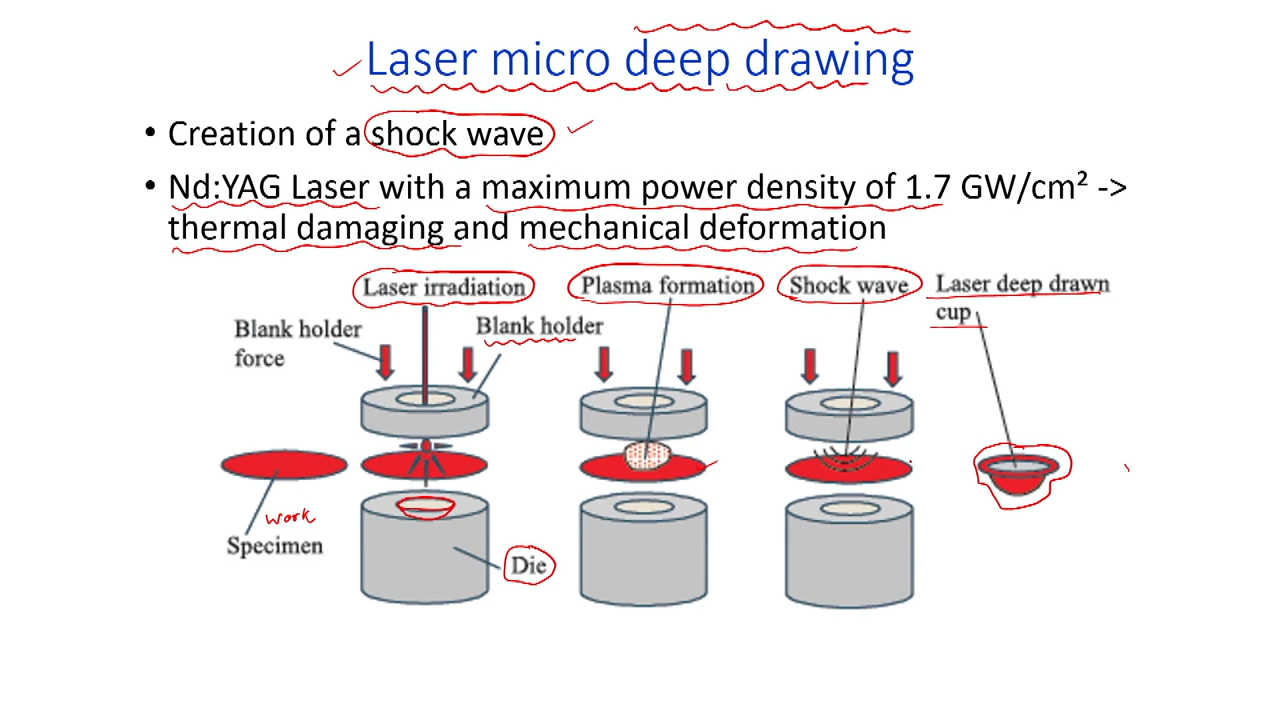 Laser micro deep drawing
• Creation of a shock wave
• Nd:YAG Laser with a maximum power density of 1.7 GW/cm² ->
thermal damaging and mechanical deformation
Laser irradiation
Plasma formation
Shock wave
Laser deep drawn
cup
Blank holder
force
Blank holder
work
Specimen
Die